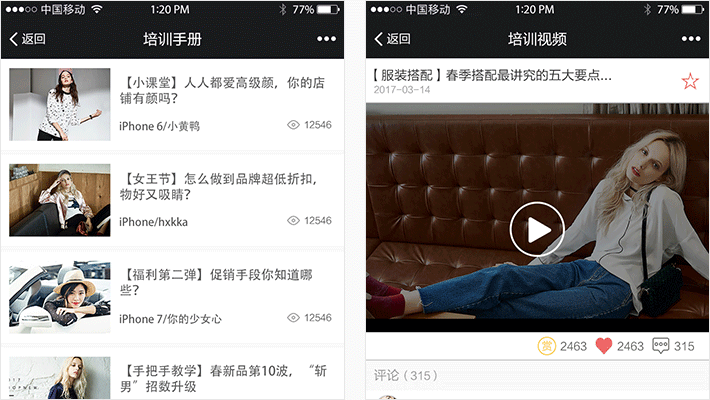 中国移动 1:20 PM 77%
返回 培训手册
【小课堂】人人都爱高级颜，你的店
铺有颜吗？
iPhone 6/小黄鸭 12546
【女王节】怎么做到品牌超低折扣，
物好又吸睛？
iPhone/hxkka 12546
【福利第二弹】促销手段你知道哪
些？
iPhone 7/你的少女心 12546
【手把手教学】春新品第10波，“斩
男”招数升级
中国移动 1:20 PM 77%
返回 培训视频
【服装搭配】春季搭配最讲究的五大要点...
2017-03-14
赏 2463 2463 315
评论（315）